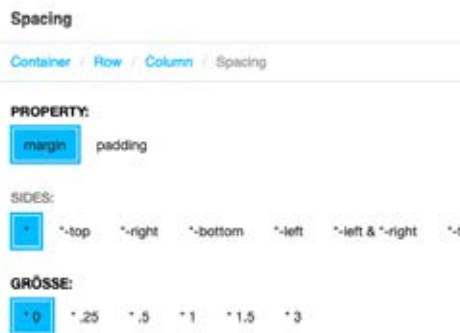 Spacing
Container / Row / Column / Spacing
PROPERTY:
margin padding
SIDES:
* *-top *-right *-bottom *-left *-left & *-right
GRÖSSE:
* 0 * .25 * .5 * 1 * 1.5 * 3